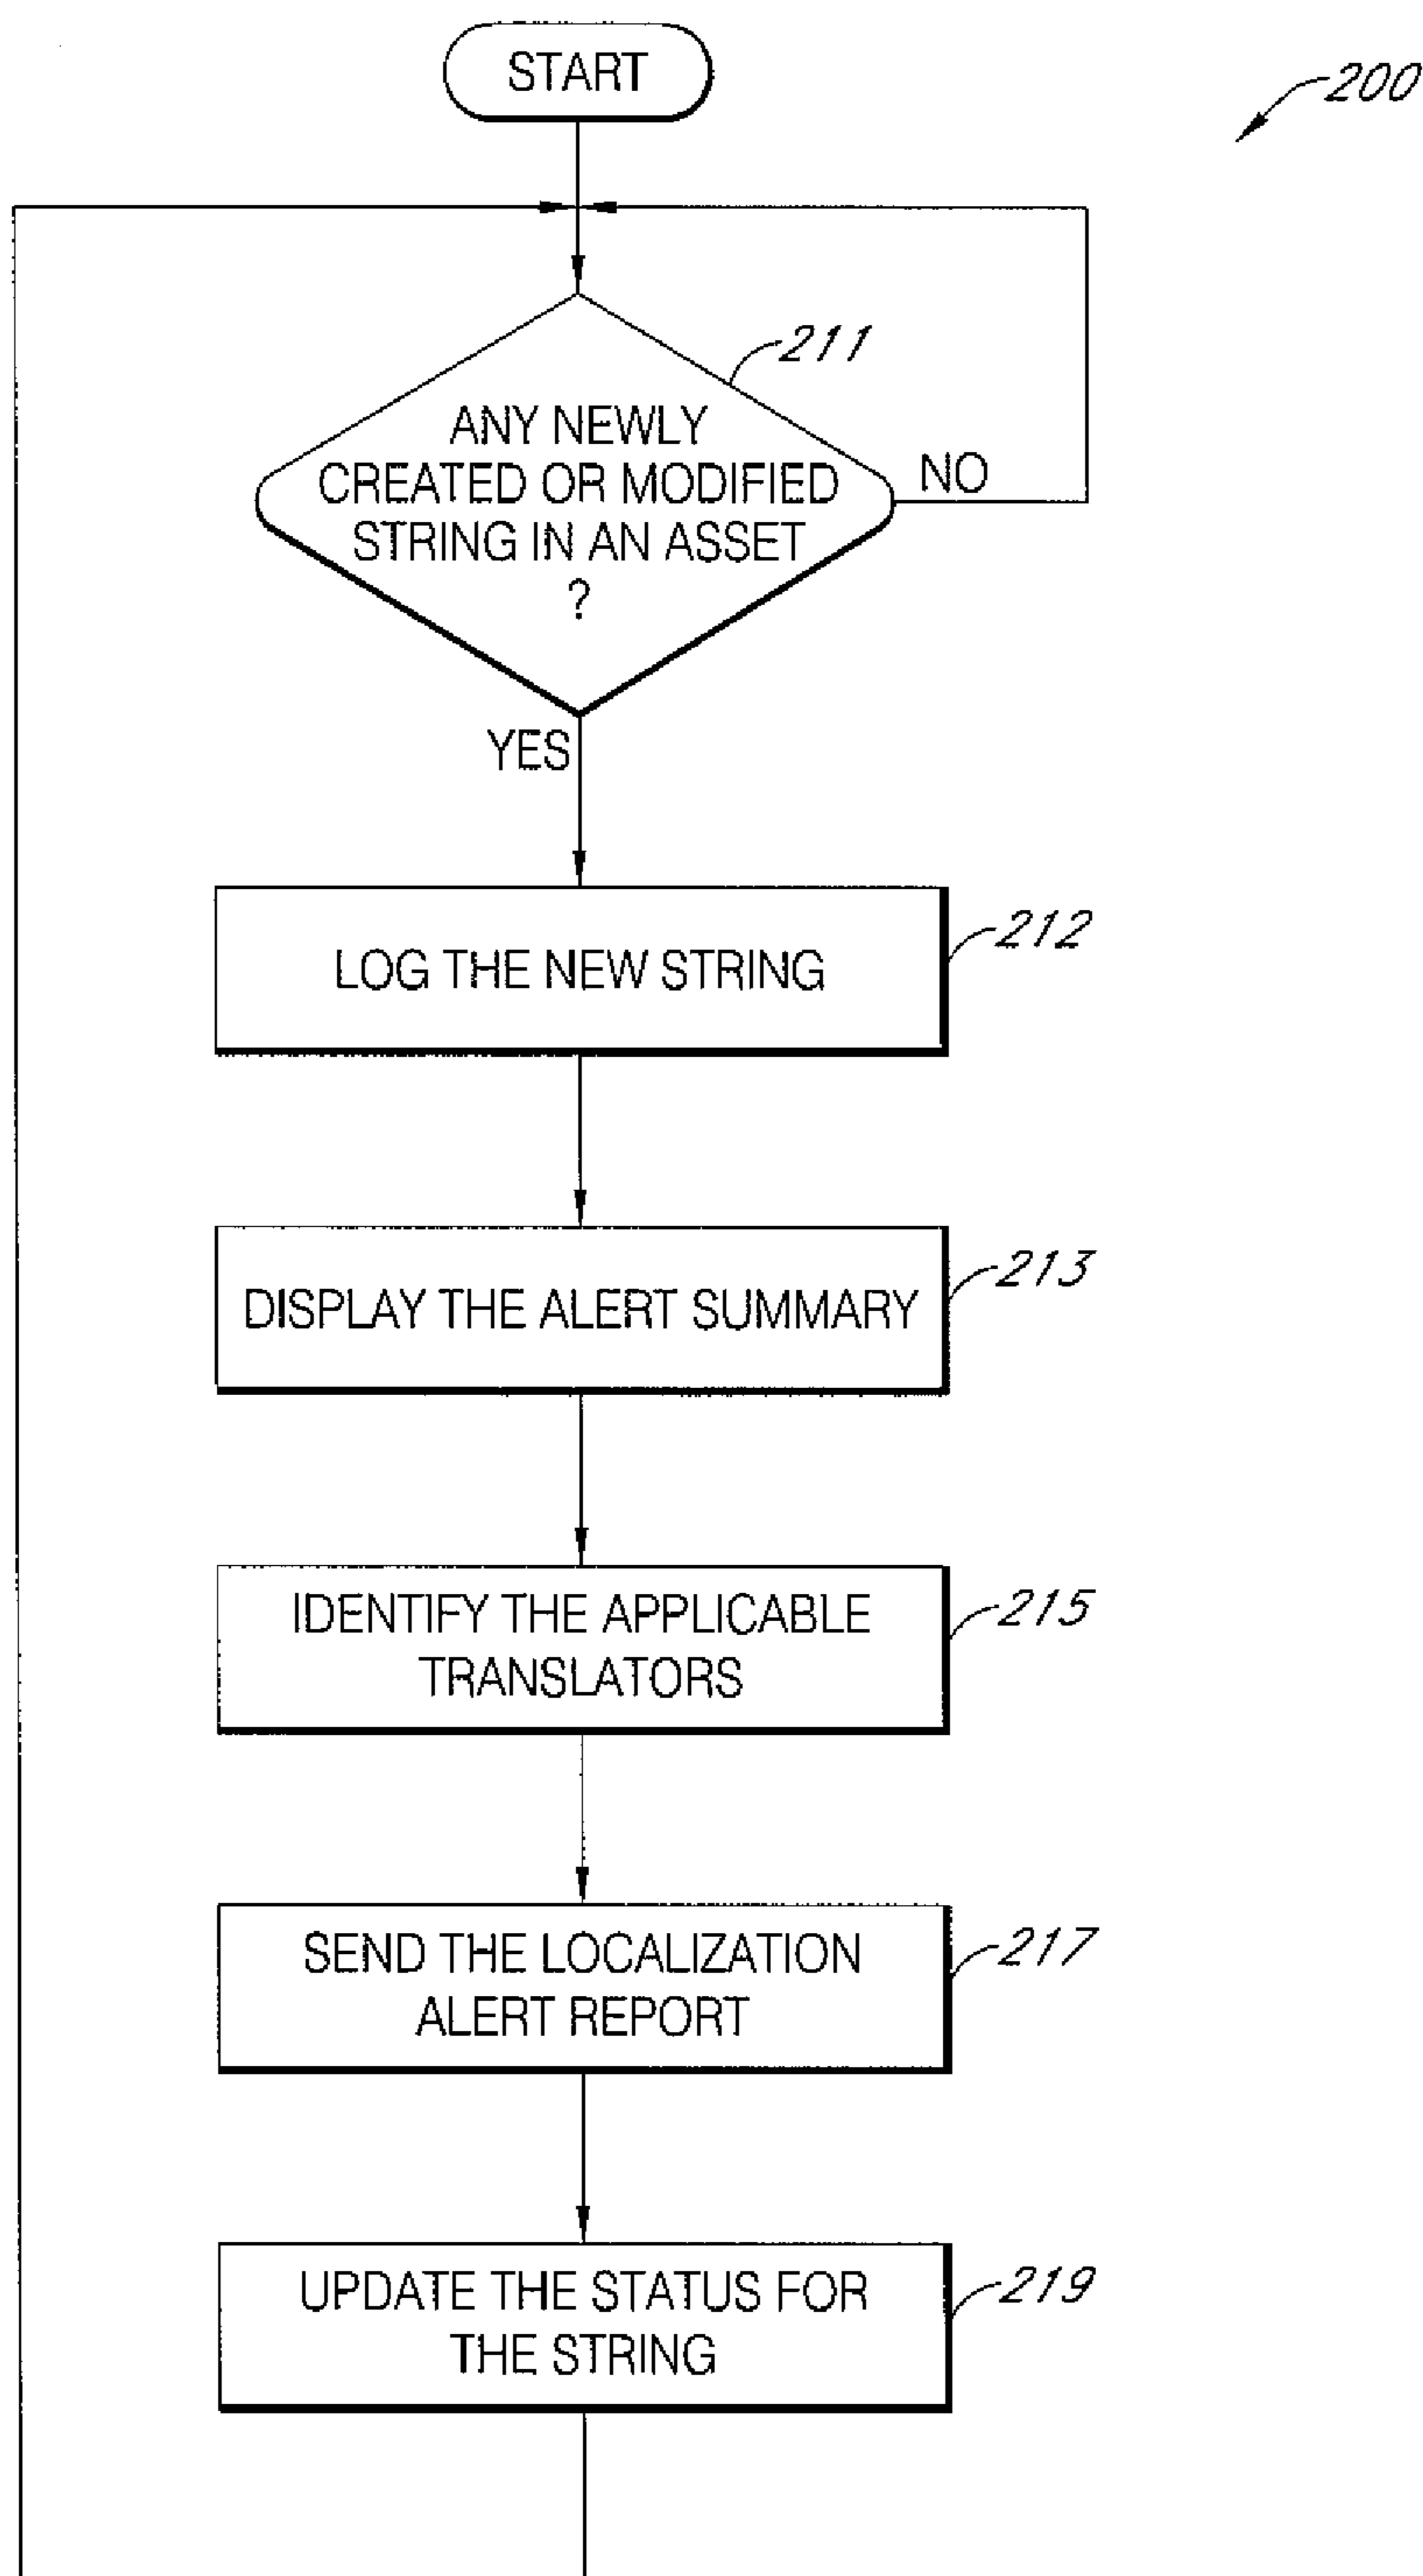 START
200
211
ANY NEWLY
CREATED OR MODIFIED
STRING IN AN ASSET
?
NO
YES
LOG THE NEW STRING
212
DISPLAY THE ALERT SUMMARY
213
IDENTIFY THE APPLICABLE
TRANSLATORS
215
SEND THE LOCALIZATION
ALERT REPORT
217
UPDATE THE STATUS FOR
THE STRING
219